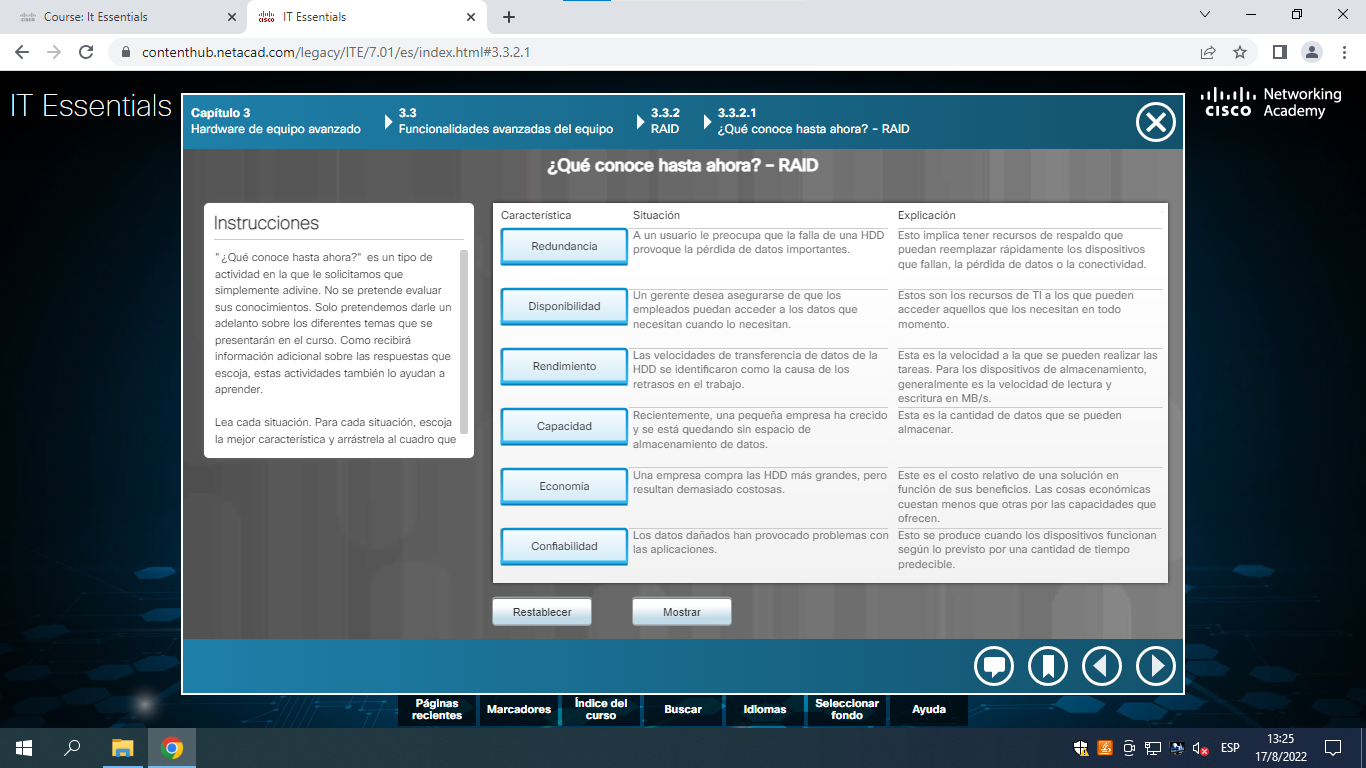 Course: It Essentials
IT Essentials
contenthub.netacad.com/legacy/ITE/7.01/es/index.html#3.3.2.1
IT Essentials
Networking
CISCO Academy
Capítulo 3
Hardware de equipo avanzado
3.3
Funcionalidades avanzadas del equipo
3.3.2
RAID
3.3.2.1
¿Qué conoce hasta ahora? – RAID
¿Qué conoce hasta ahora? – RAID
Instrucciones
"¿Qué conoce hasta ahora?" es un tipo de
actividad en la que le solicitamos que
simplemente adivine. No se pretende evaluar
sus conocimientos. Solo pretendemos darle un
adelanto sobre los diferentes temas que se
presentarán en el curso. Como recibirá
información adicional sobre las respuestas que
escoja, estas actividades también lo ayudan a
aprender.
Lea cada situación. Para cada situación, escoja
la mejor característica y arrástrela al cuadro que
Característica
Situación
Explicación
Redundancia
A un usuario le preocupa que la falla de una HDD
provoque la pérdida de datos importantes.
Esto implica tener recursos de respaldo que
puedan reemplazar rápidamente los dispositivos
que fallan, la pérdida de datos o la conectividad.
Disponibilidad
Un gerente desea asegurarse de que los
empleados puedan acceder a los datos que
necesitan cuando lo necesitan.
Estos son los recursos de TI a los que pueden
acceder aquellos que los necesitan en todo
momento.
Rendimiento
Las velocidades de transferencia de datos de la
HDD se identificaron como la causa de los
retrasos en el trabajo.
Esta es la velocidad a la que se pueden realizar las
tareas. Para los dispositivos de almacenamiento,
generalmente es la velocidad de lectura y
escritura en MB/s.
Capacidad
Recientemente, una pequeña empresa ha crecido
y se está quedando sin espacio de
almacenamiento de datos.
Esta es la cantidad de datos que se pueden
almacenar.
Economía
Una empresa compra las HDD más grandes, pero
resultan demasiado costosas.
Este es el costo relativo de una solución en
función de sus beneficios. Las cosas económicas
cuestan menos que otras por las capacidades que
ofrecen.
Confiabilidad
Los datos dañados han provocado problemas con
las aplicaciones.
Esto se produce cuando los dispositivos funcionan
según lo previsto por una cantidad de tiempo
predecible.
Restablecer
Mostrar
Páginas
recientes
Marcadores
Índice del
curso
Buscar
Idiomas
Seleccionar
fondo
Ayuda
ESP
13:25
17/8/2022